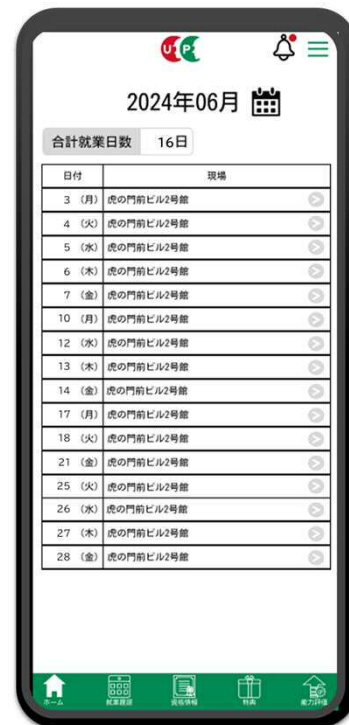 U P
2024年06月
合計就業日数 16日
日付 現場
3 (月) 虎の門前ビル2号館
4 (火) 虎の門前ビル2号館
5 (水) 虎の門前ビル2号館
6 (木) 虎の門前ビル2号館
7 (金) 虎の門前ビル2号館
10 (月) 虎の門前ビル2号館
12 (水) 虎の門前ビル2号館
13 (木) 虎の門前ビル2号館
14 (金) 虎の門前ビル2号館
17 (月) 虎の門前ビル2号館
18 (火) 虎の門前ビル2号館
21 (金) 虎の門前ビル2号館
25 (火) 虎の門前ビル2号館
26 (水) 虎の門前ビル2号館
27 (木) 虎の門前ビル2号館
28 (金) 虎の門前ビル2号館
ホーム 就業履歴 資格情報 特典 能力評価